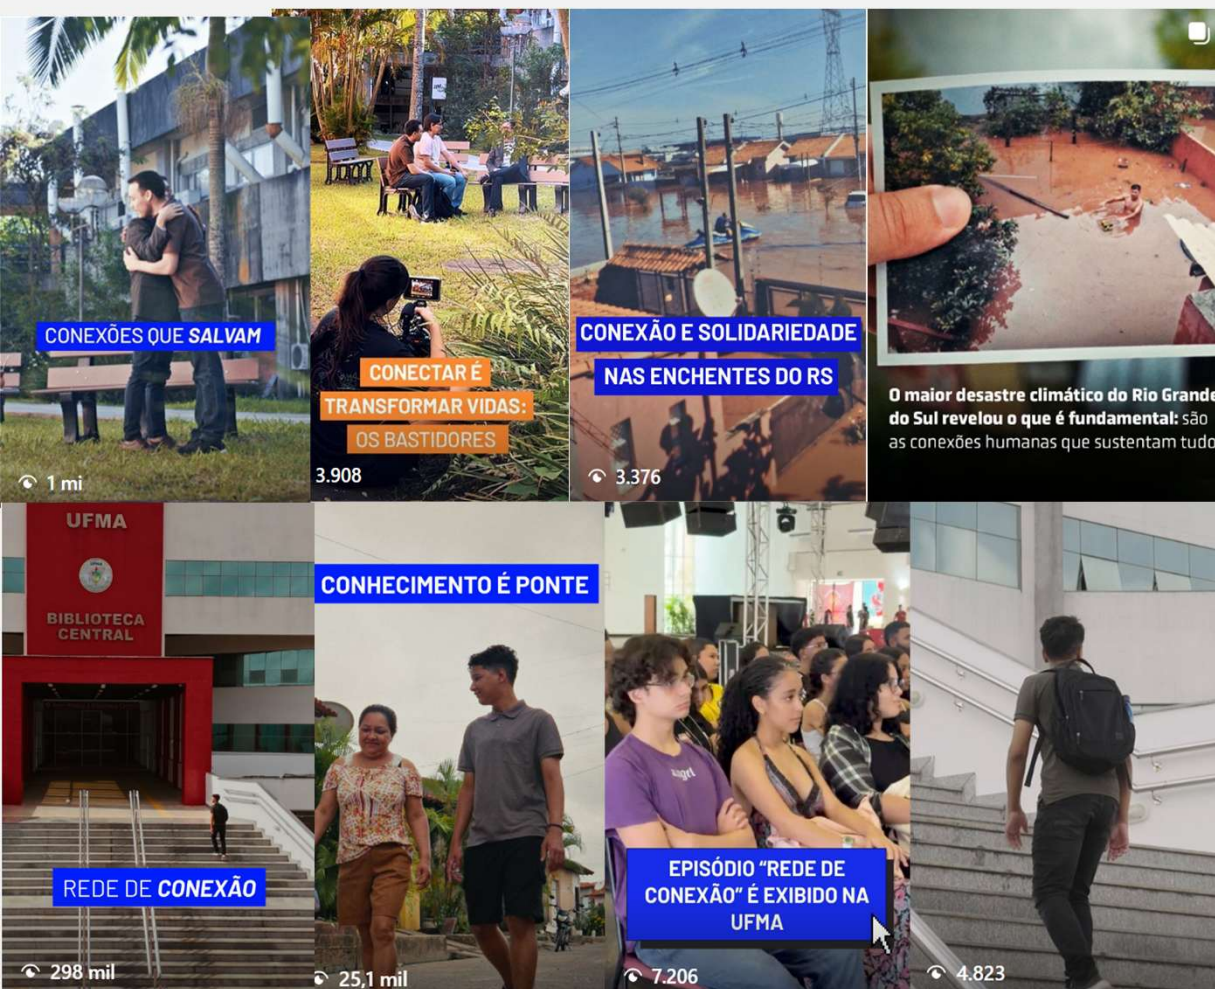 CONEXÕES QUE SALVAM
1 mi
CONECTAR É
TRANSFORMAR VIDAS:
OS BASTIDORES
3.908
CONEXÃO E SOLIDARIEDADE
NAS ENCHENTES DO RS
3.376
O maior desastre climático do Rio Grande
do Sul revelou o que é fundamental: são
as conexões humanas que sustentam tudo
UFMA
BIBLIOTECA
CENTRAL
REDE DE CONEXÃO
298 mil
CONHECIMENTO É PONTE
25,1 mil
EPISÓDIO “REDE DE
CONEXÃO” É EXIBIDO NA
UFMA
7.206
4.823